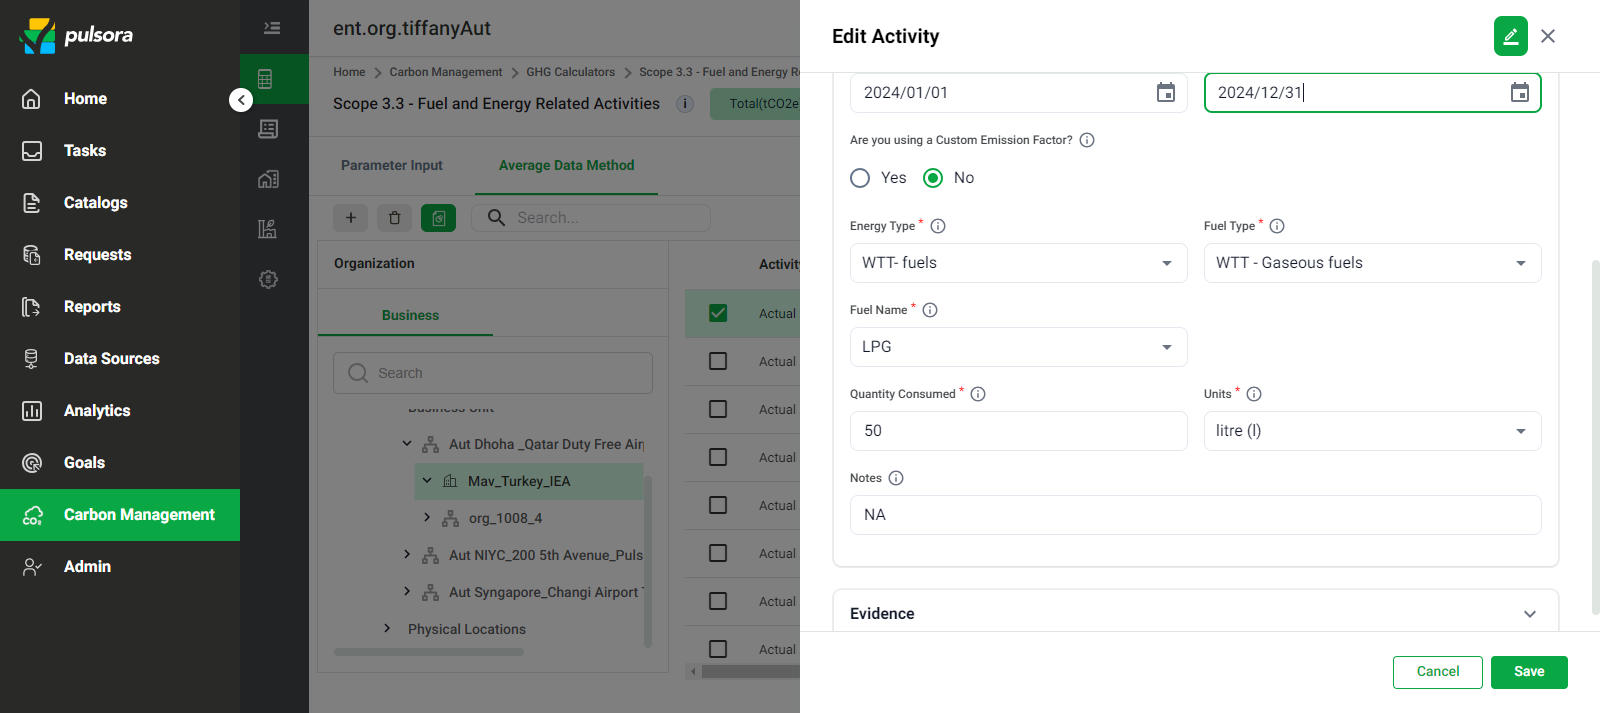 pulsora
Home
Tasks
Catalogs
Requests
Reports
Data Sources
Analytics
Goals
Carbon Management
Admin
ent.org.tiffanyAut
Home > Carbon Management > GHG Calculators > Scope 3.3 - Fuel and Energy Re
Scope 3.3 - Fuel and Energy Related Activities
Total(tCO2e
Parameter Input
Average Data Method
Search...
Organization
Business
Search
Business Unit
Aut Dhoha _Qatar Duty Free Air
Mav_Turkey_IEA
org_1008_4
Aut NIYC_200 5th Avenue_Puls
Aut Syngapore_Changi Airport
Physical Locations
Activity
Actual
Actual
Actual
Actual
Actual
Actual
Actual
Actual
Edit Activity
2024/01/01
2024/12/31
Are you using a Custom Emission Factor?
Yes
No
Energy Type *
Fuel Type *
WTT- fuels
WTT - Gaseous fuels
Fuel Name *
LPG
Quantity Consumed *
Units *
50
litre (l)
Notes
NA
Evidence
Cancel
Save